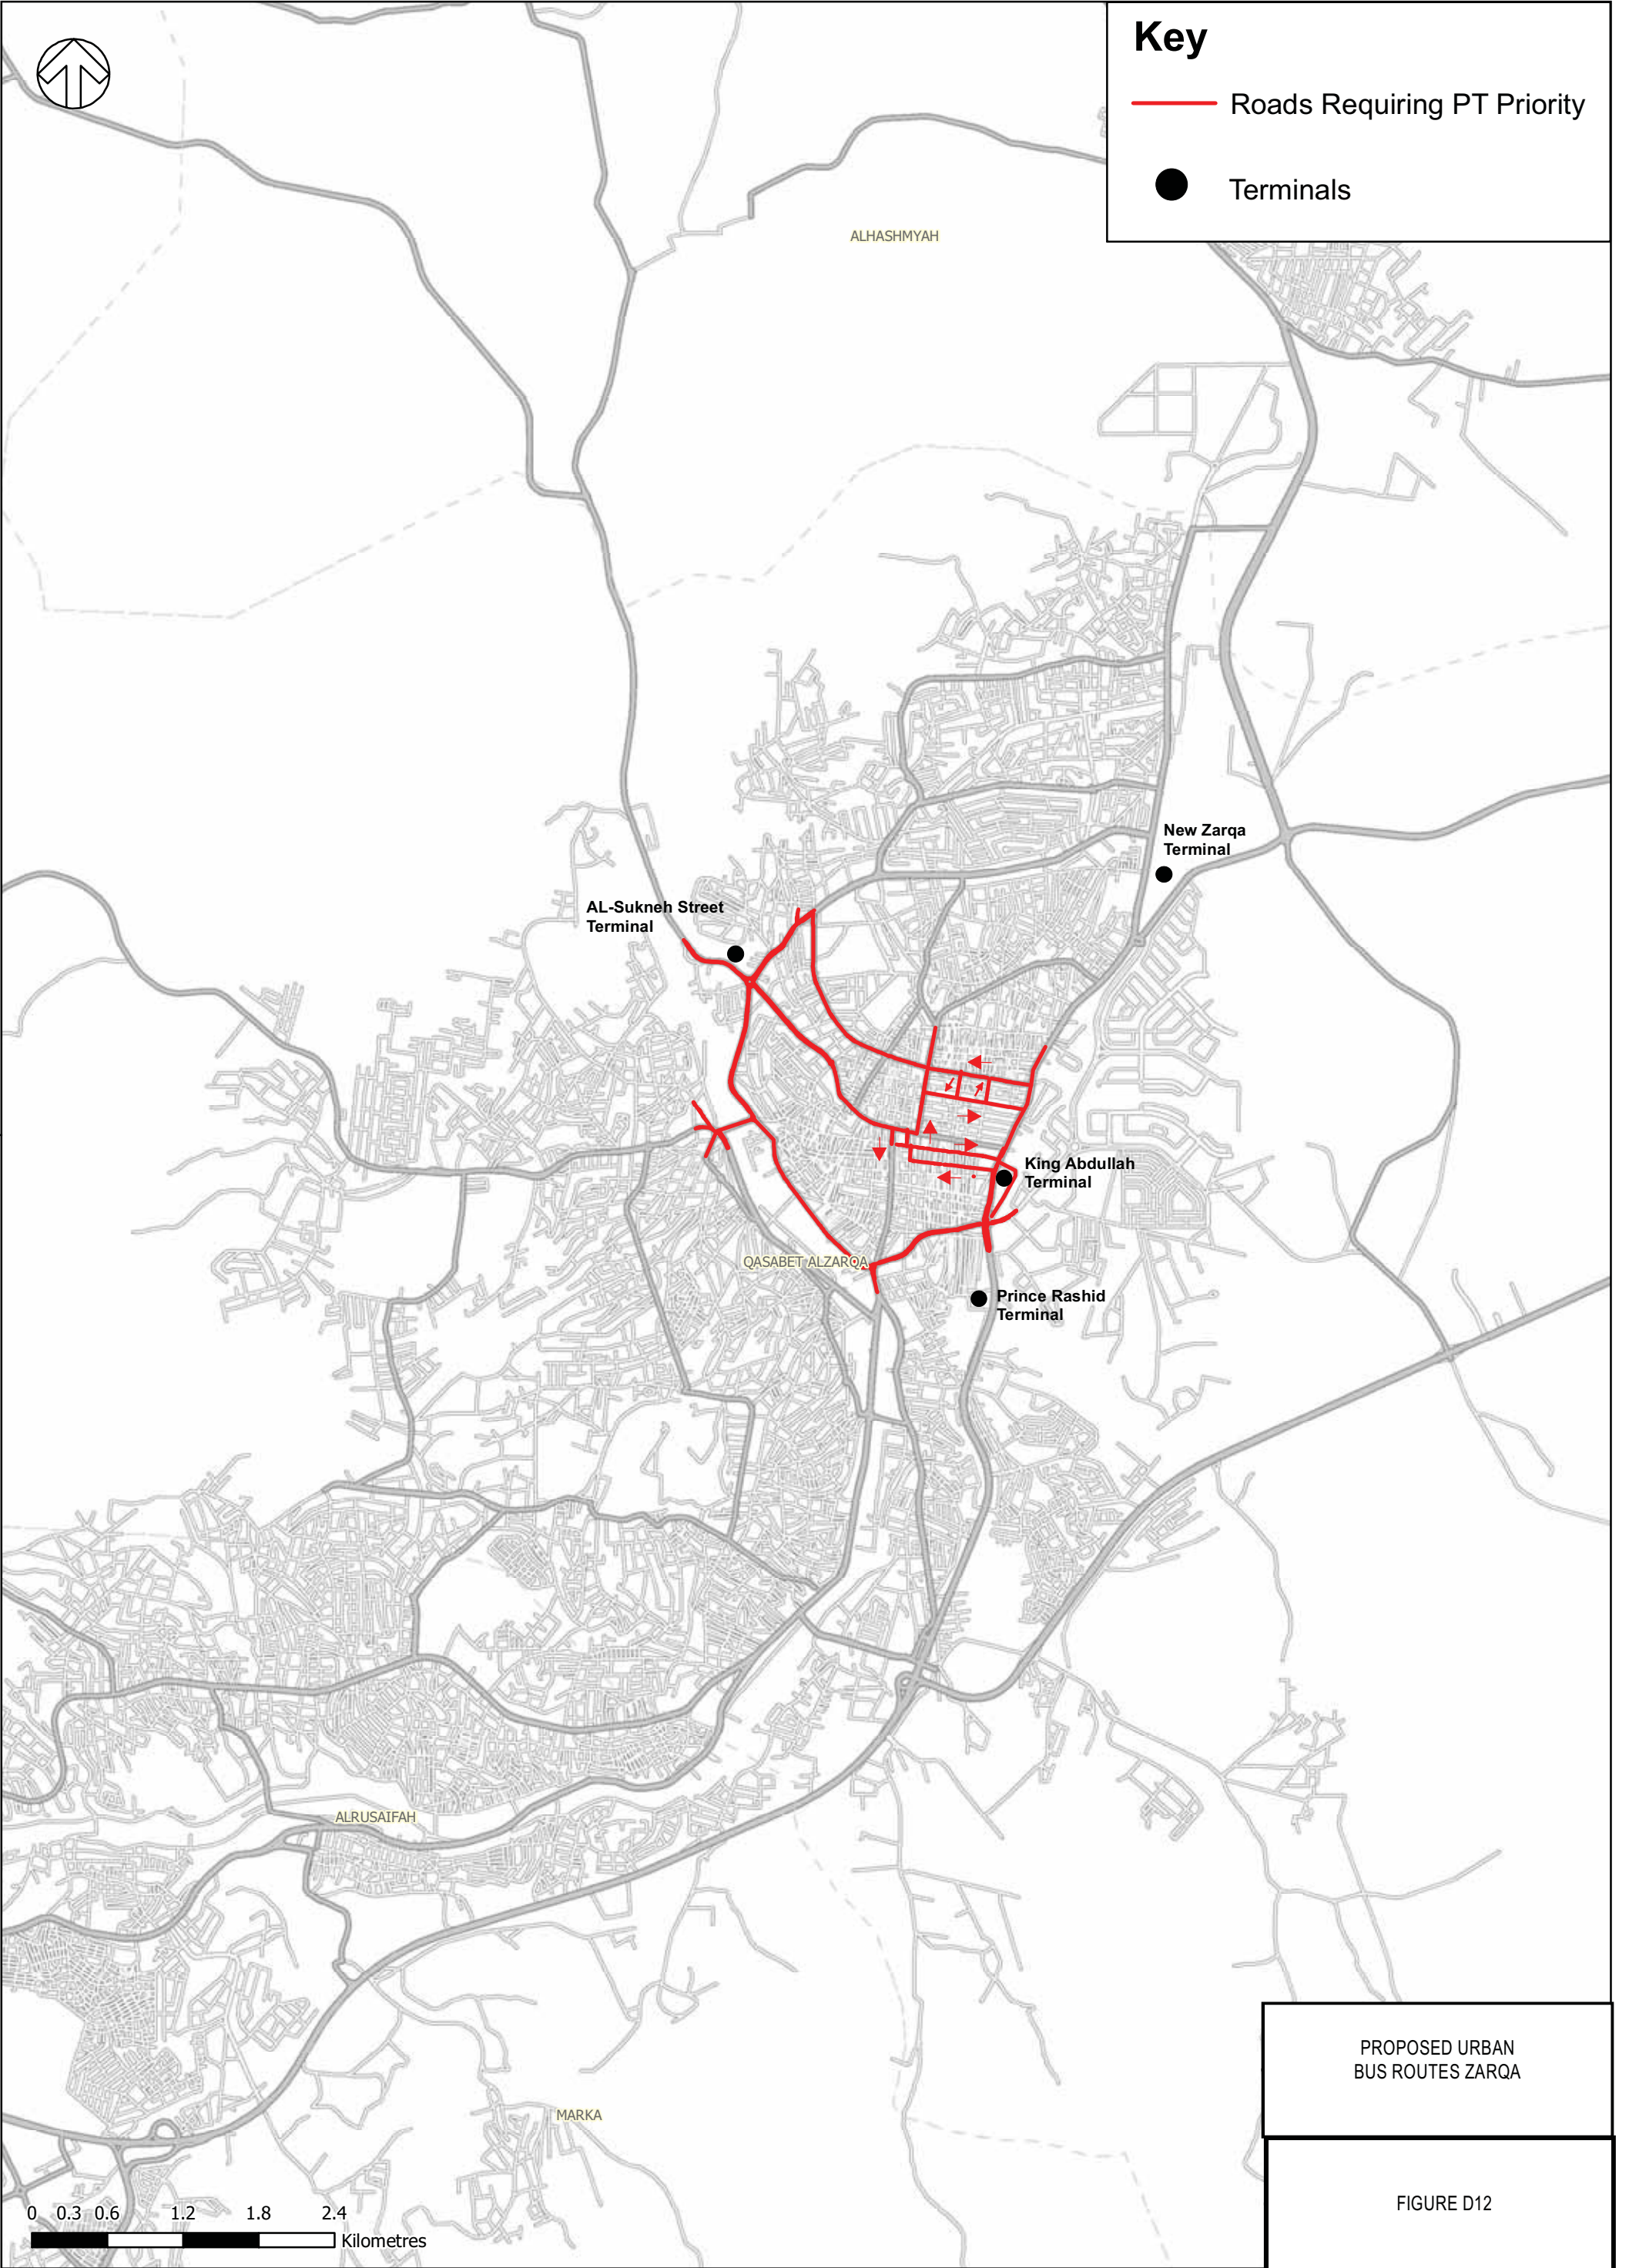 Key
Roads Requiring PT Priority
Terminals
ALHASHMYAH
New Zarqa
Terminal
AL-Sukneh Street
Terminal
King Abdullah
Terminal
QASABET ALZARQA
Prince Rashid
Terminal
ALRUSAIFAH
MARKA
PROPOSED URBAN
BUS ROUTES ZARQA
FIGURE D12
0 0.3 0.6 1.2 1.8 2.4
Kilometres